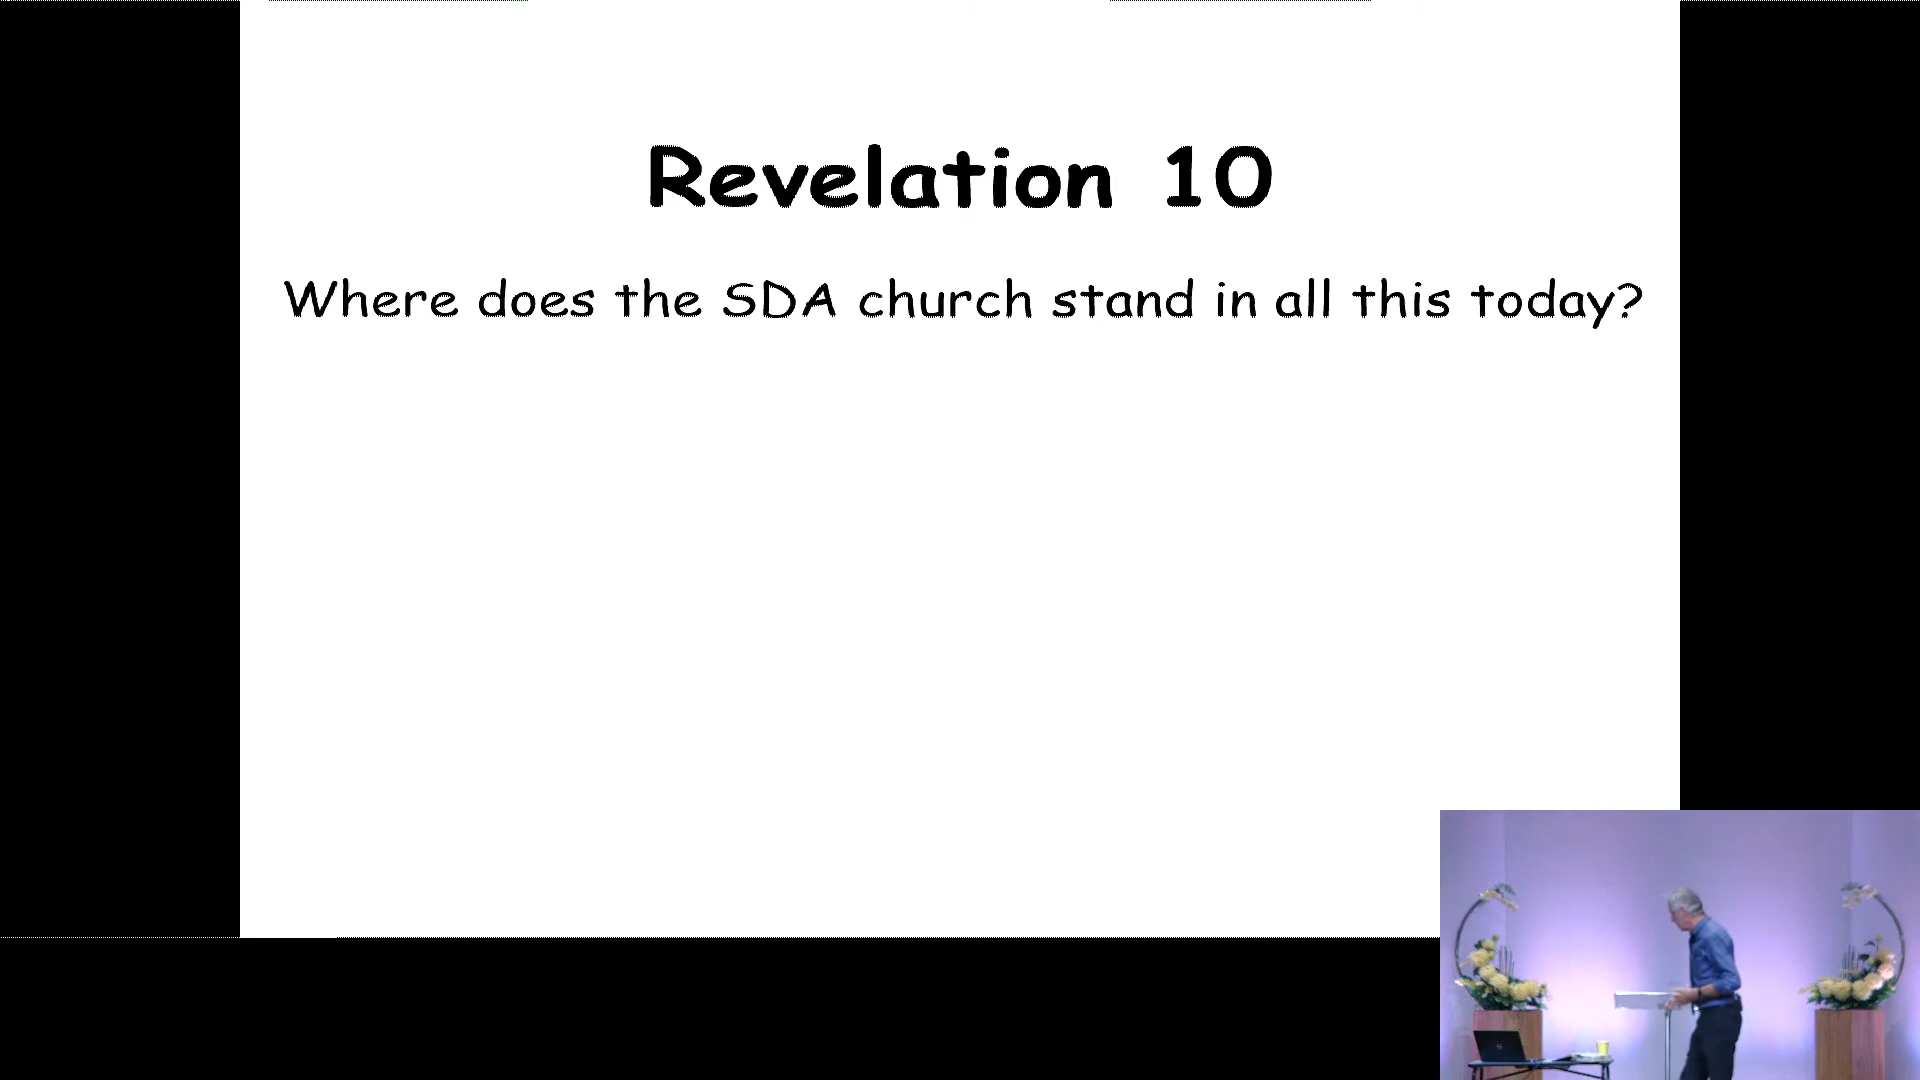 Revelation 10
Where does the SDA church stand in all this today?